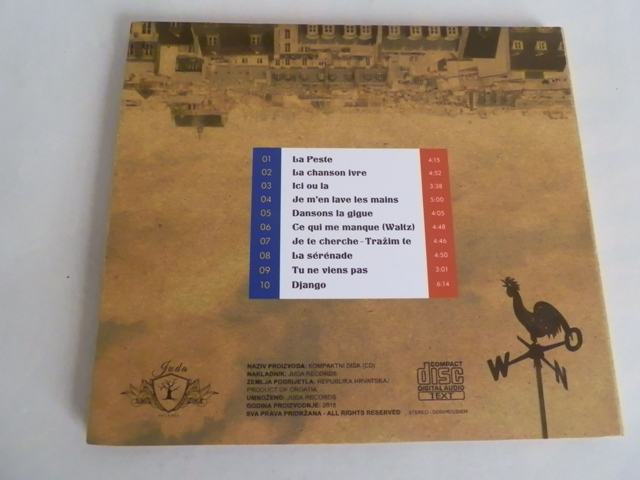 01 La Peste 4:15
02 La chanson ivre 4:52
03 Ici ou la 3:38
04 Je m'en lave les mains 5:00
05 Dansons la gigue 4:05
06 Ce qui me manque (Waltz) 4:48
07 Je te cherche - Tražim te 4:46
08 La sérénade 4:50
09 Tu ne viens pas 3:01
10 Django 6:14
W N O
Juda
NAZIV PROIZVODA: KOMPAKTNI DISK (CD)
NAKLADNIK: JUDA RECORDS
ZEMLJA PODRIJETLA: REPUBLIKA HRVATSKA/
PRODUCT OF CROATIA
UMNOŽENO: JUDA RECORDS
GODINA PROIZVODNJE:
SVA PRAVA PRIDRŽANA - ALL RIGHTS RESERVED
STEREO
COMPACT
disc
DIGITAL AUDIO
TEXT